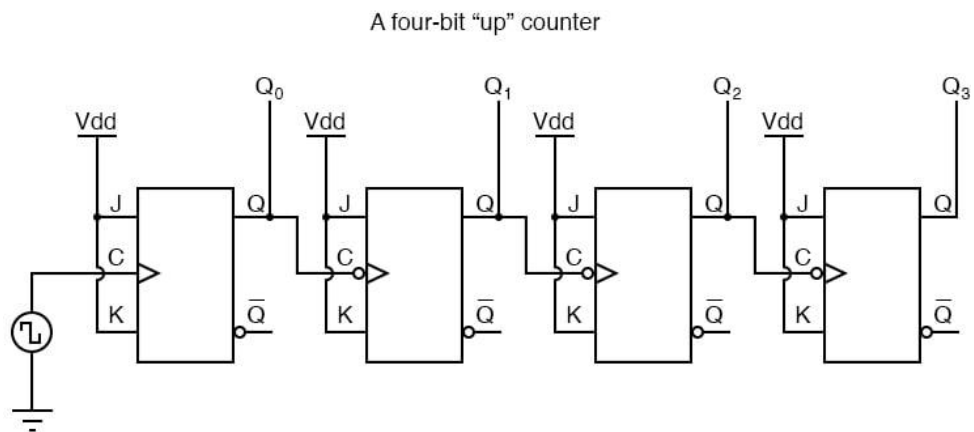 A four-bit “up” counter
Q0 Q1 Q2 Q3
Vdd Vdd Vdd Vdd
J Q J Q J Q J Q
C C C C
K Q̅ K Q̅ K Q̅ K Q̅